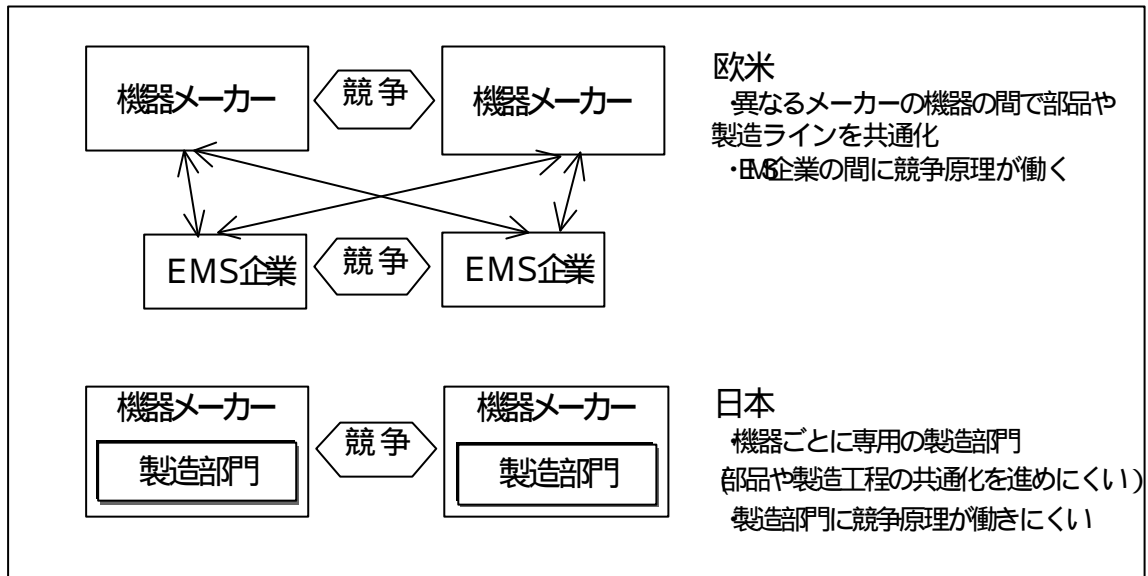 機器メーカー 競争 機器メーカー
EMS企業 競争 EMS企業
欧米
・異なるメーカーの機器の間で部品や
製造ラインを共通化
・EMS企業の間に競争原理が働く
機器メーカー 競争 機器メーカー
製造部門 製造部門
日本
・機器ごとに専用の製造部門
(部品や製造工程の共通化を進めにくい)
・製造部門に競争原理が働きにくい